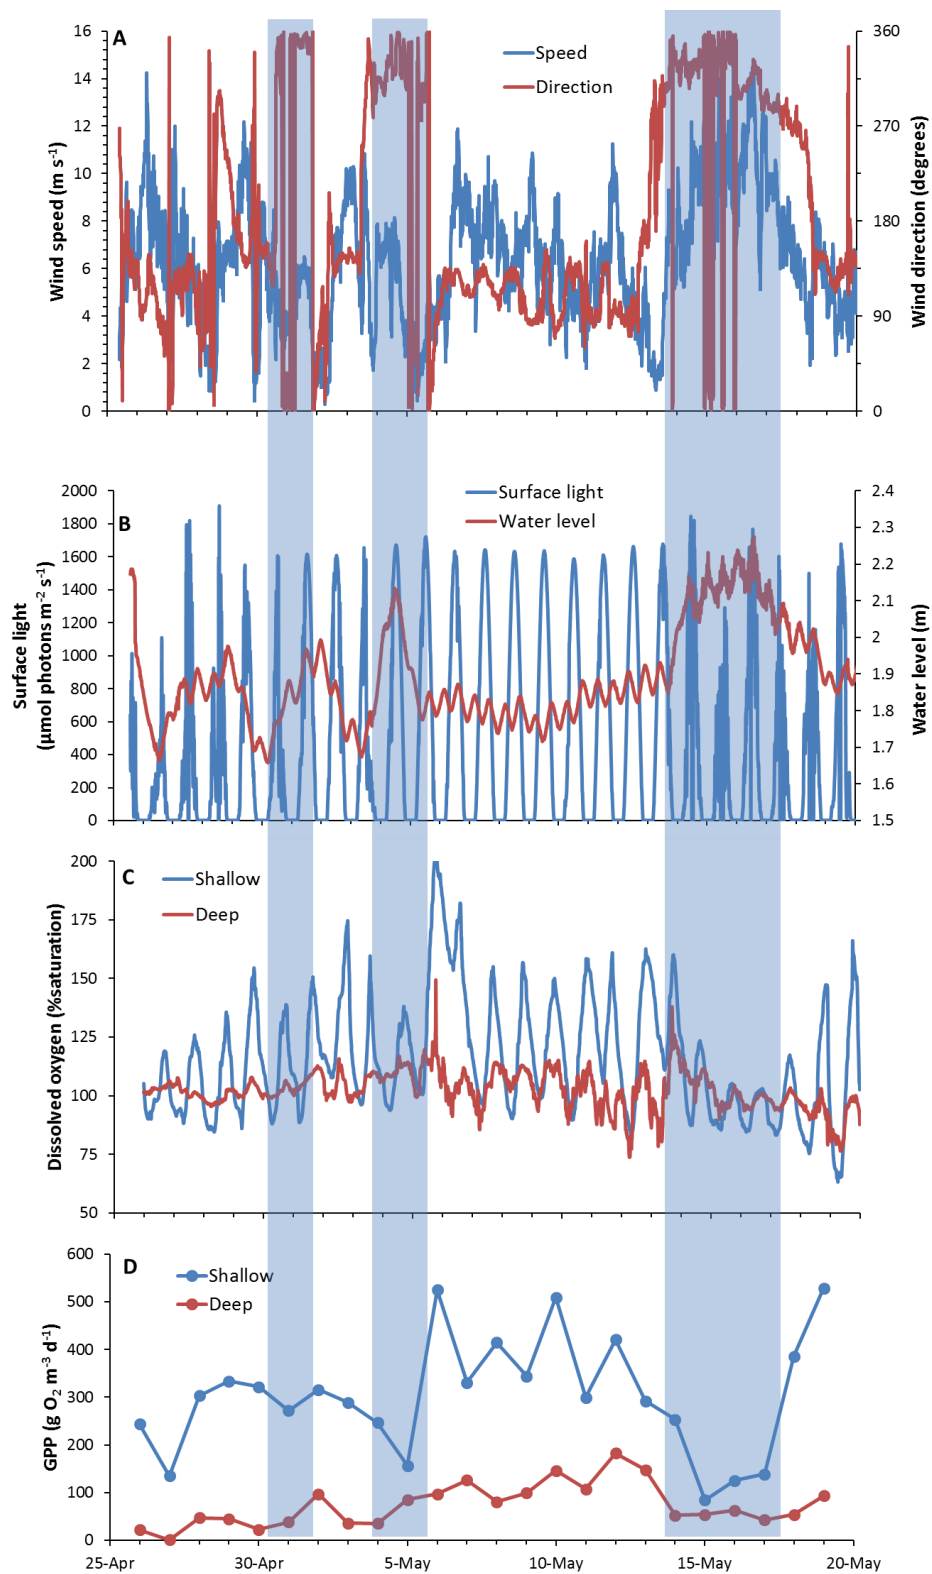 A
Speed
Direction
Wind speed (m s-1)
Wind direction (degrees)
16
14
12
10
8
6
4
2
0
360
270
180
90
0
B
Surface light
Water level
Surface light
(µmol photons m-2 s-1)
Water level (m)
2000
1800
1600
1400
1200
1000
800
600
400
200
0
2.4
2.3
2.2
2.1
2
1.9
1.8
1.7
1.6
1.5
C
Shallow
Deep
Dissolved oxygen (%saturation)
200
175
150
125
100
75
50
D
Shallow
Deep
GPP (g O2 m-3 d-1)
600
500
400
300
200
100
0
25-Apr 30-Apr 5-May 10-May 15-May 20-May